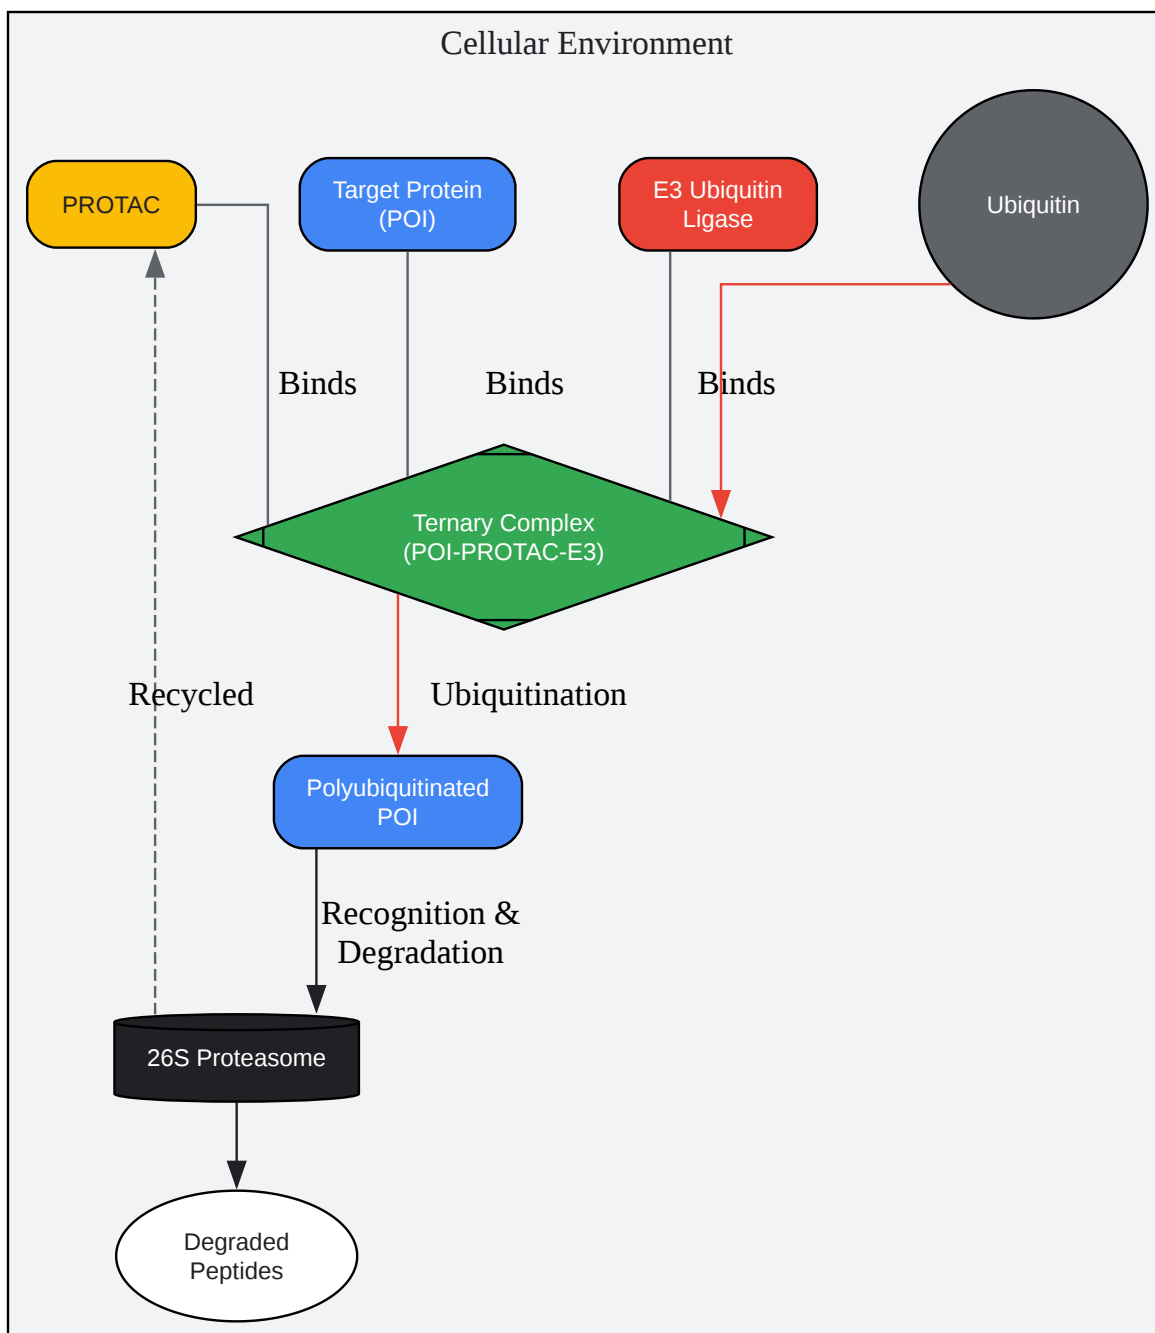 Cellular Environment
PROTAC
Target Protein
(POI)
E3 Ubiquitin
Ligase
Ubiquitin
Binds
Binds
Binds
Ternary Complex
(POI-PROTAC-E3)
Recycled
Ubiquitination
Polyubiquitinated
POI
Recognition &
Degradation
26S Proteasome
Degraded
Peptides